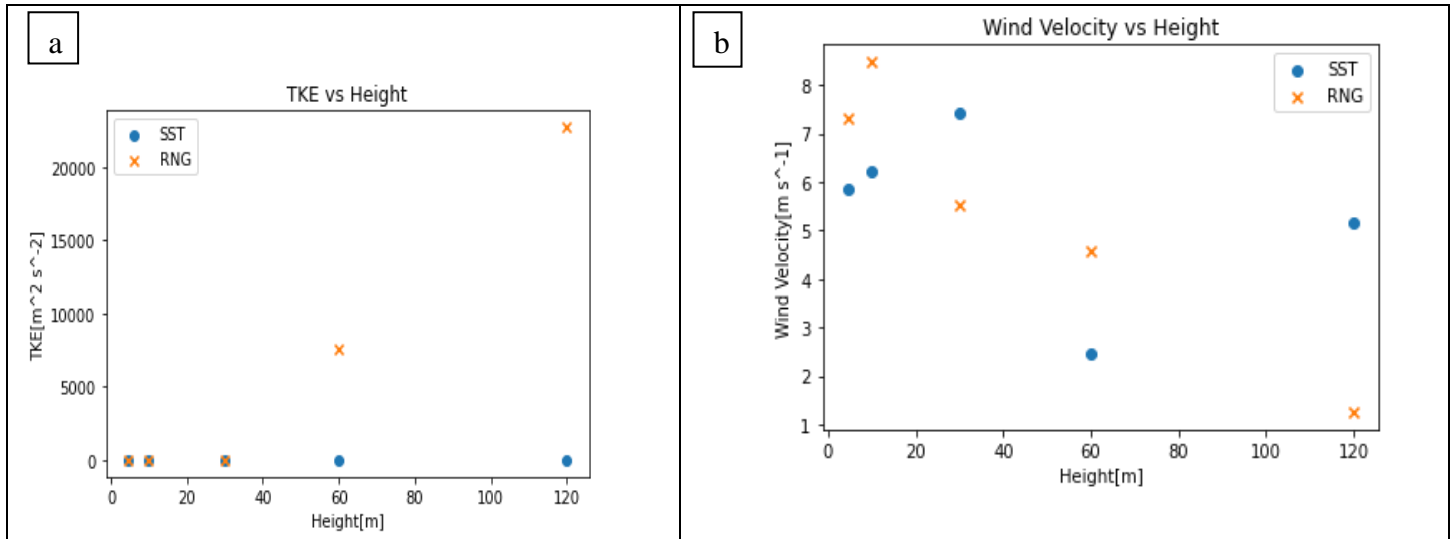 a
TKE vs Height
SST
RNG
20000
15000
10000
5000
0
TKE[m^2 s^-2]
0 20 40 60 80 100 120
Height[m]
b
Wind Velocity vs Height
SST
RNG
8
7
6
5
4
3
2
1
Wind Velocity[m s^-1]
0 20 40 60 80 100 120
Height[m]